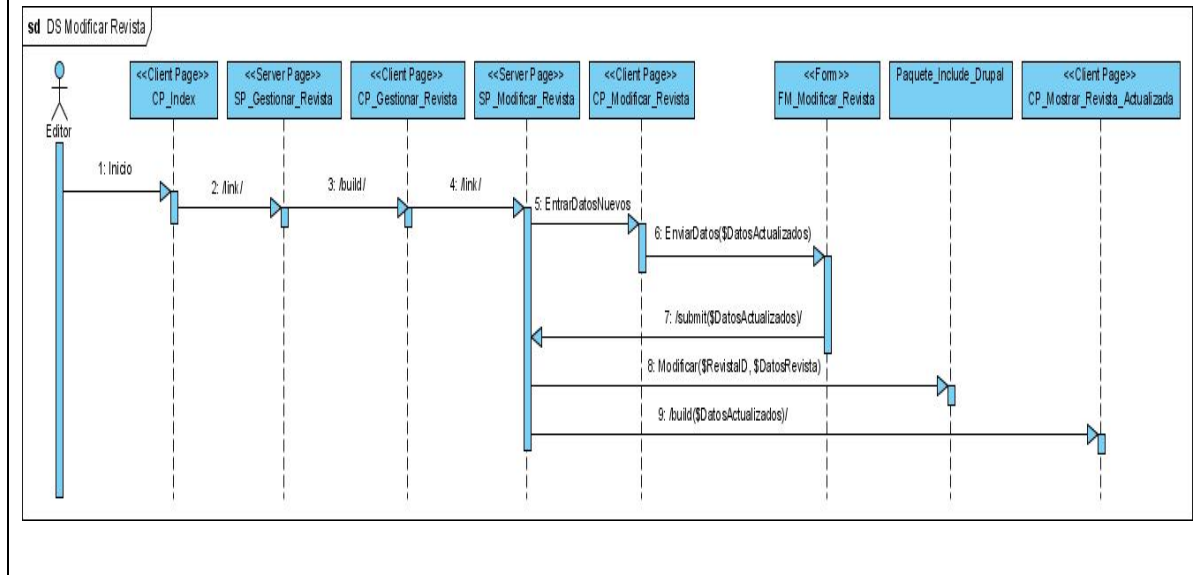 sd DS Modificar Revista
<<Client Page>>
CP_Index
<<Server Page>>
SP_Gestionar_Revista
<<Client Page>>
CP_Gestionar_Revista
<<Server Page>>
SP_Modificar_Revista
<<Client Page>>
CP_Modificar_Revista
<<Form>>
FM_Modificar_Revista
Paquete_Include_Drupal
<<Client Page>>
CP_Mostrar_Revista_Actualizada
Editor
1: Inicio
2: /link/
3: /build/
4: /link/
5: EntrarDatosNuevos
6: EnviarDatos($DatosActualizados)
7: /submit($DatosActualizados)/
8: Modificar($RevistaID, $DatosRevista)
9: /build($DatosActualizados)/